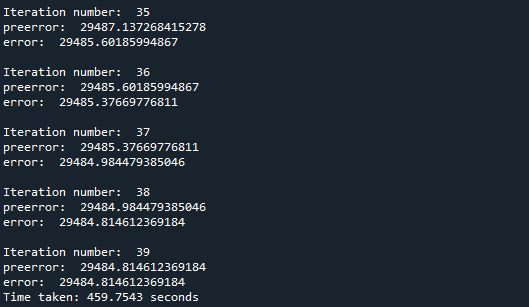 Iteration number:  35
preerror:  29487.137268415278
error:  29485.60185994867
Iteration number:  36
preerror:  29485.60185994867
error:  29485.37669776811
Iteration number:  37
preerror:  29485.37669776811
error:  29484.984479385046
Iteration number:  38
preerror:  29484.984479385046
error:  29484.814612369184
Iteration number:  39
preerror:  29484.814612369184
error:  29484.814612369184
Time taken: 459.7543 seconds